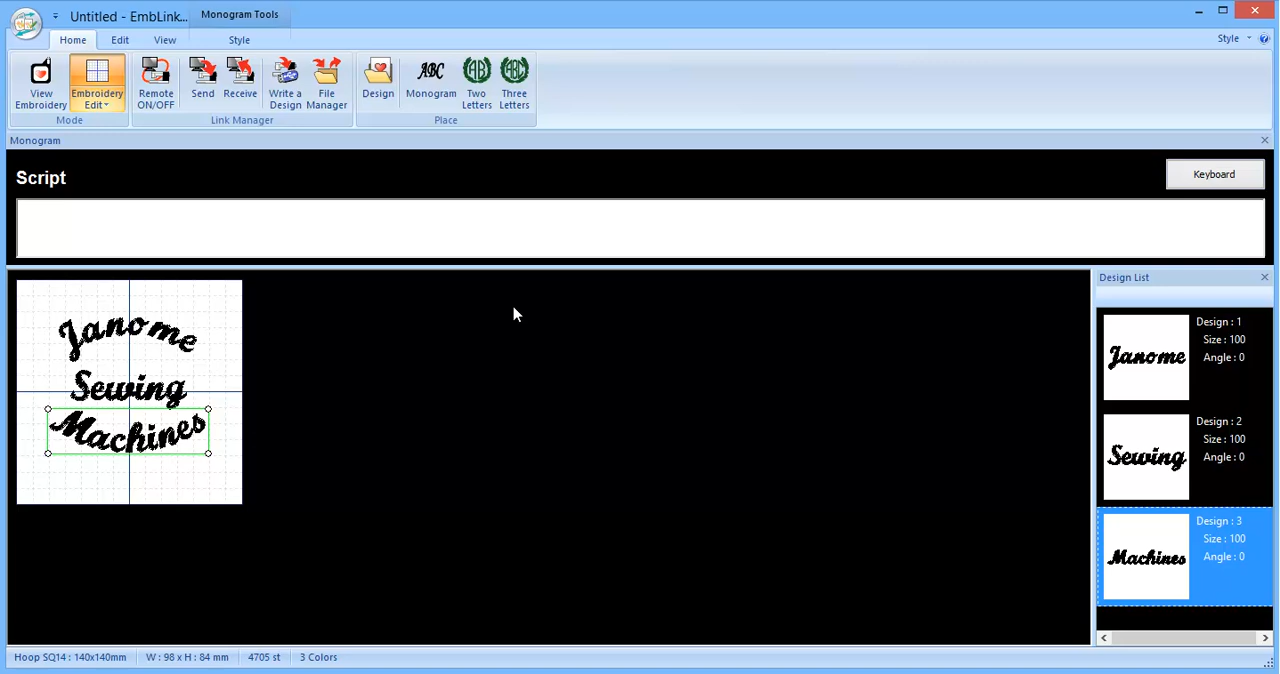 Untitled - EmbLink...
Monogram Tools
Home
Edit
View
Style
Style
View Embroidery
Embroidery Edit
Remote ON/OFF
Send
Receive
Write a Design
File Manager
Design
ABC
Monogram
AB
Two Letters
ABC
Three Letters
Mode
Link Manager
Place
Monogram
Script
Keyboard
Janome
Sewing
Machines
Design List
Janome
Design : 1
Size : 100
Angle : 0
Sewing
Design : 2
Size : 100
Angle : 0
Machines
Design : 3
Size : 100
Angle : 0
Hoop SQ14 : 140x140mm
W : 98 x H : 84 mm
4705 st
3 Colors